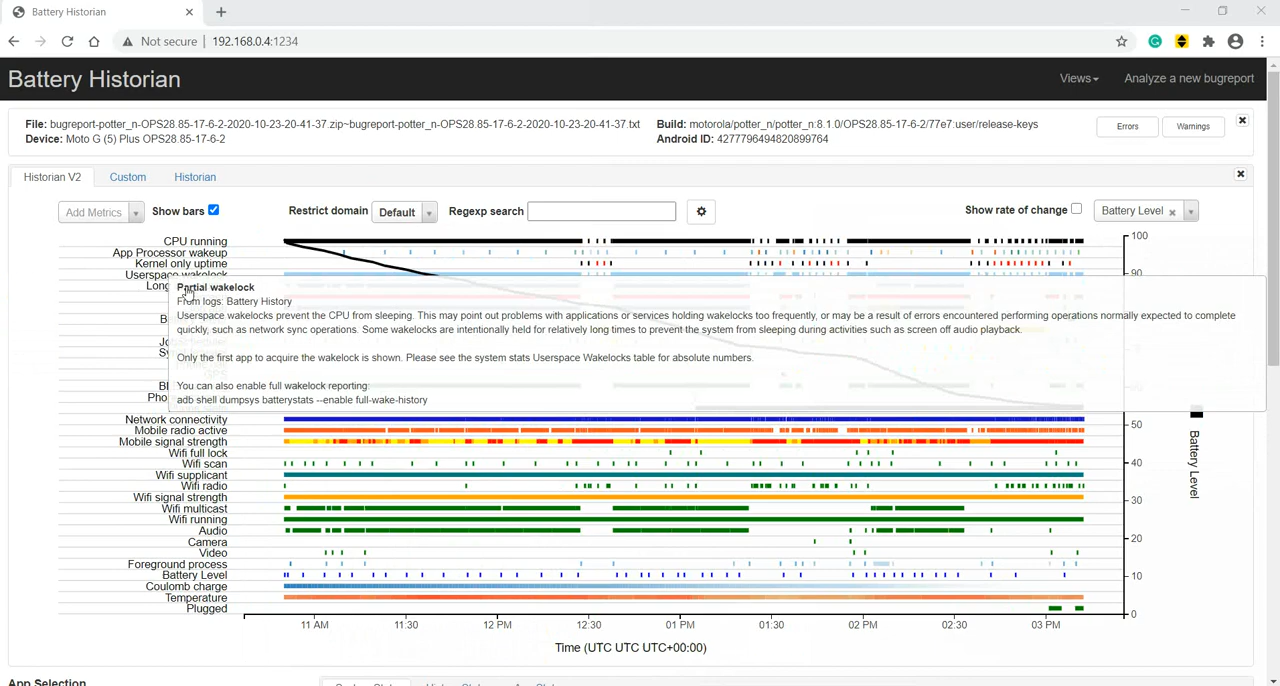 Battery Historian
Not secure | 192.168.0.4:1234
Battery Historian
Views Analyze a new bugreport
File: bugreport-potter_n-OPS28.85-17-6-2-2020-10-23-20-41-37.zip~bugreport-potter_n-OPS28.85-17-6-2-2020-10-23-20-41-37.txt
Device: Moto G (5) Plus OPS28.85-17-6-2
Build: motorola/potter_n/potter_n:8.1.0/OPS28.85-17-6-2/77e7:user/release-keys
Android ID: 4277796494820899764
Errors Warnings
Historian V2 Custom Historian
Add Metrics Show bars Restrict domain Default Regexp search Show rate of change Battery Level
CPU running
App Processor wakeup
Kernel only uptime
Userspace wakelock
Long
Partial wakelock
From logs: Battery History
Userspace wakelocks prevent the CPU from sleeping. This may point out problems with applications or services holding wakelocks too frequently, or may be a result of errors encountered performing operations normally expected to complete
quickly, such as network sync operations. Some wakelocks are intentionally held for relatively long times to prevent the system from sleeping during activities such as screen off audio playback.
Only the first app to acquire the wakelock is shown. Please see the system stats Userspace Wakelocks table for absolute numbers.
You can also enable full wakelock reporting:
adb shell dumpsys batterystats --enable full-wake-history
Network connectivity
Mobile radio active
Mobile signal strength
Wifi full lock
Wifi scan
Wifi supplicant
Wifi radio
Wifi signal strength
Wifi multicast
Wifi running
Audio
Camera
Video
Foreground process
Battery Level
Coulomb charge
Temperature
Plugged
100
90
50
40
30
20
10
0
Battery Level
11 AM 11:30 12 PM 12:30 01 PM 01:30 02 PM 02:30 03 PM
Time (UTC UTC UTC+00:00)
App Selection